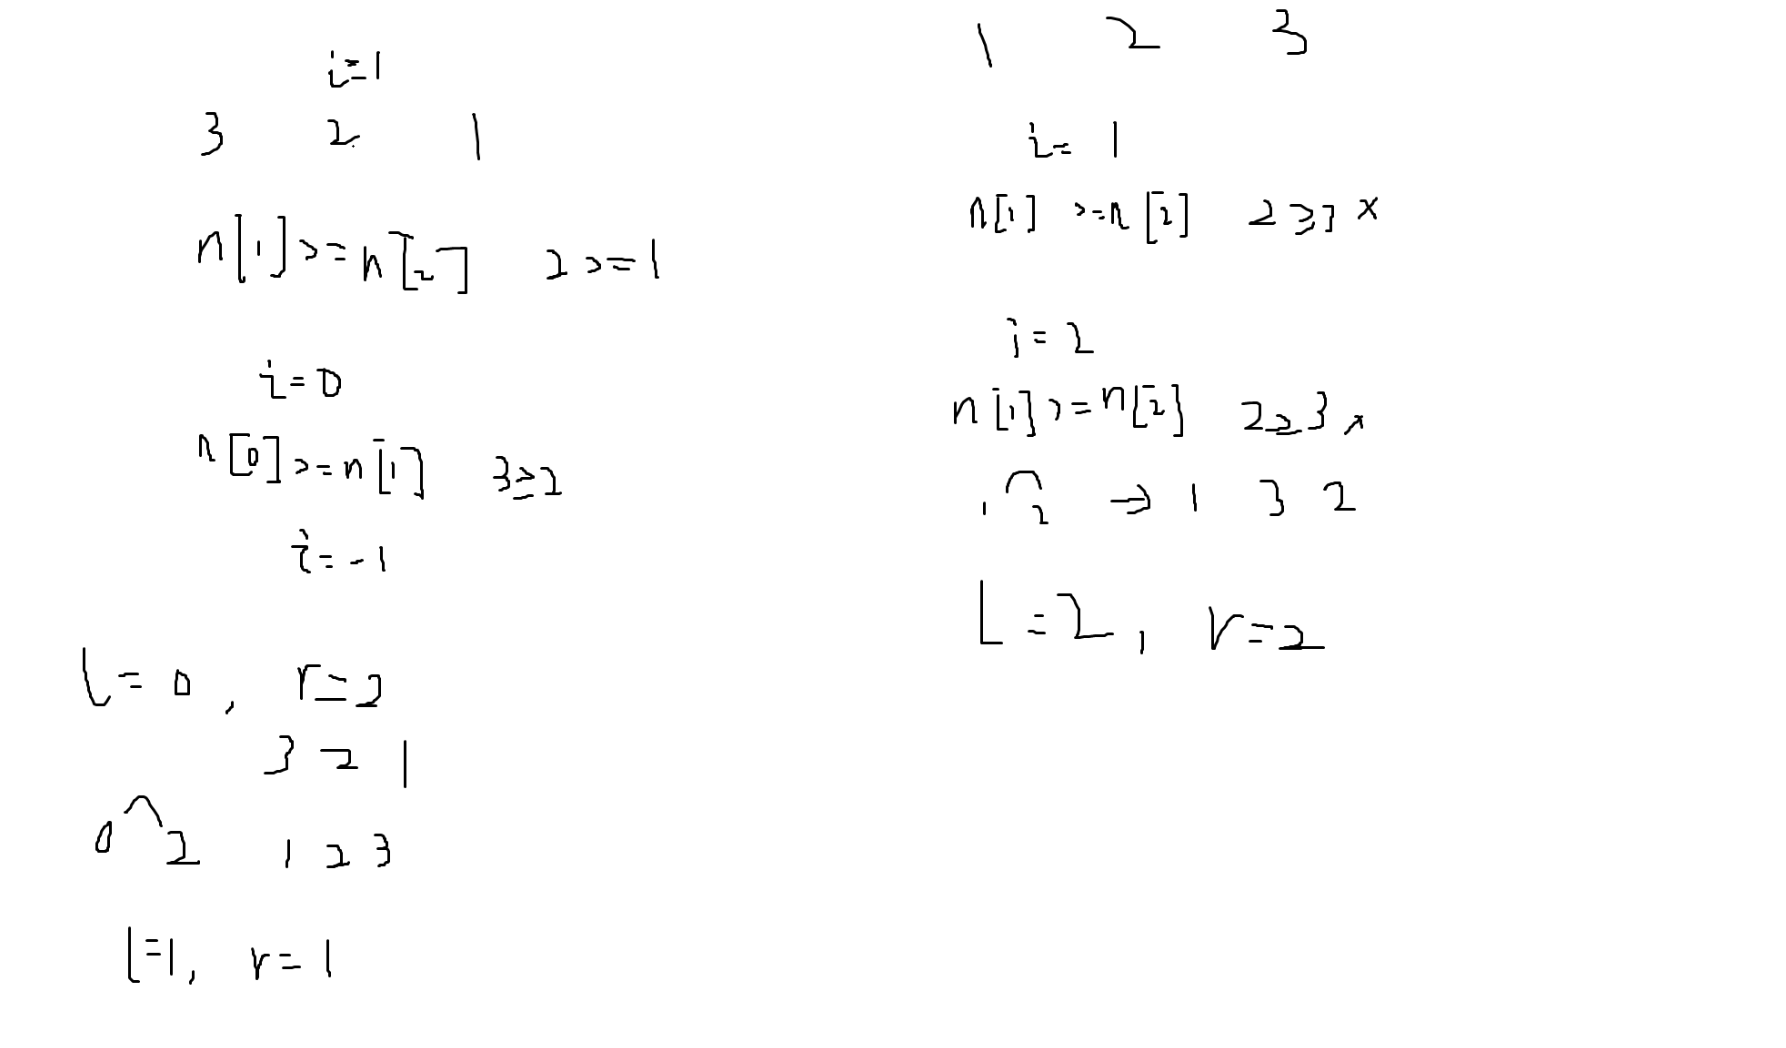 i=1
3 2 1
n[1]>=n[2] 2>=1
i=0
n[0]>=n[1] 3≥2
i=-1
l=0, r=2
3 2 1
0 2 1 2 3
l=1, r=1
1 2 3
i=1
n[1]>=n[2] 2≥3 ×
i=2
n[1]>=n[2] 2≥3 ×
1 2 → 1 3 2
L=2, r=2